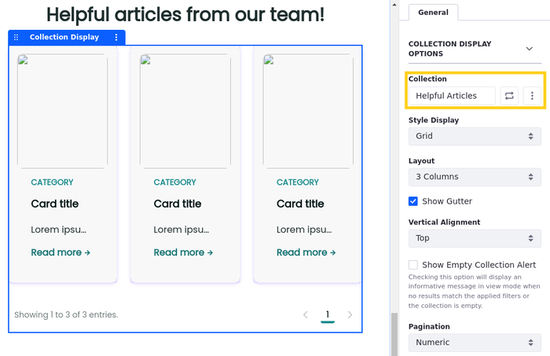 Helpful articles from our team!
Collection Display
CATEGORY
Card title
Lorem ipsu...
Read more →
CATEGORY
Card title
Lorem ipsu...
Read more →
CATEGORY
Card title
Lorem ipsu...
Read more →
Showing 1 to 3 of 3 entries.
1
General
COLLECTION DISPLAY
OPTIONS
Collection
Helpful Articles
Style Display
Grid
Layout
3 Columns
Show Gutter
Vertical Alignment
Top
Show Empty Collection Alert
Checking this option will display an
informative message in view mode when
no results match the applied filters or
the collection is empty.
Pagination
Numeric